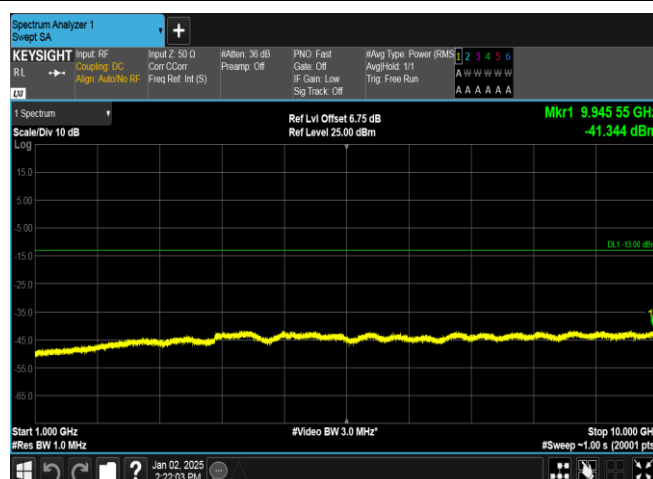 Spectrum Analyzer 1
Swept SA
+
KEYSIGHT
RL
LXI
Input: RF
Coupling: DC
Align: Auto/No RF
Input Z: 50 Ω
Corr CCorr
Freq Ref: Int (S)
#Atten: 36 dB
Preamp: Off
PNO: Fast
Gate: Off
IF Gain: Low
Sig Track: Off
#Avg Type: Power (RMS
Avg|Hold: 1/1
Trig: Free Run
1 2 3 4 5 6
A W W W W W
A A A A A A
1 Spectrum
Scale/Div 10 dB
Ref Lvl Offset 6.75 dB
Ref Level 25.00 dBm
Mkr1 9.945 55 GHz
-41.344 dBm
Log
15.0
5.00
-5.00
DL1 -13.00 dBm
-15.0
-25.0
-35.0
1
-45.0
-55.0
-65.0
Start 1.000 GHz
#Res BW 1.0 MHz
#Video BW 3.0 MHz*
Stop 10.000 GHz
#Sweep ~1.00 s (20001 pts
?
Jan 02, 2025
2:22:03 PM